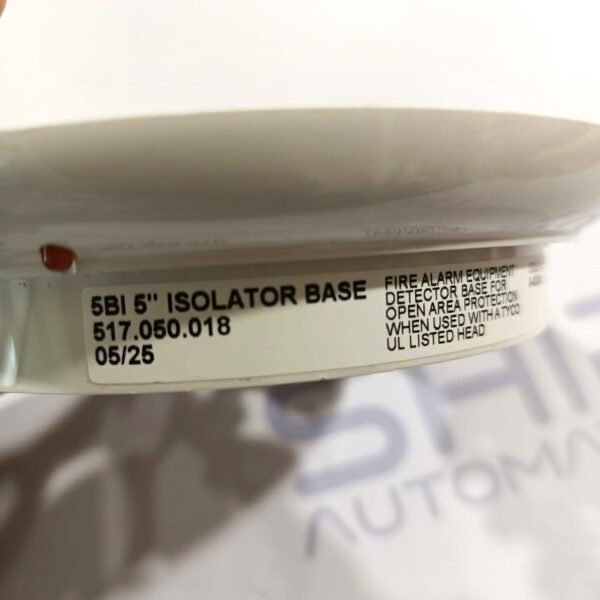 5BI 5" ISOLATOR BASE
517.050.018
05/25
FIRE ALARM EQUIPMENT
DETECTOR BASE FOR
OPEN AREA PROTECTION
WHEN USED WITH A TYCO
UL LISTED HEAD
AUTOMAT